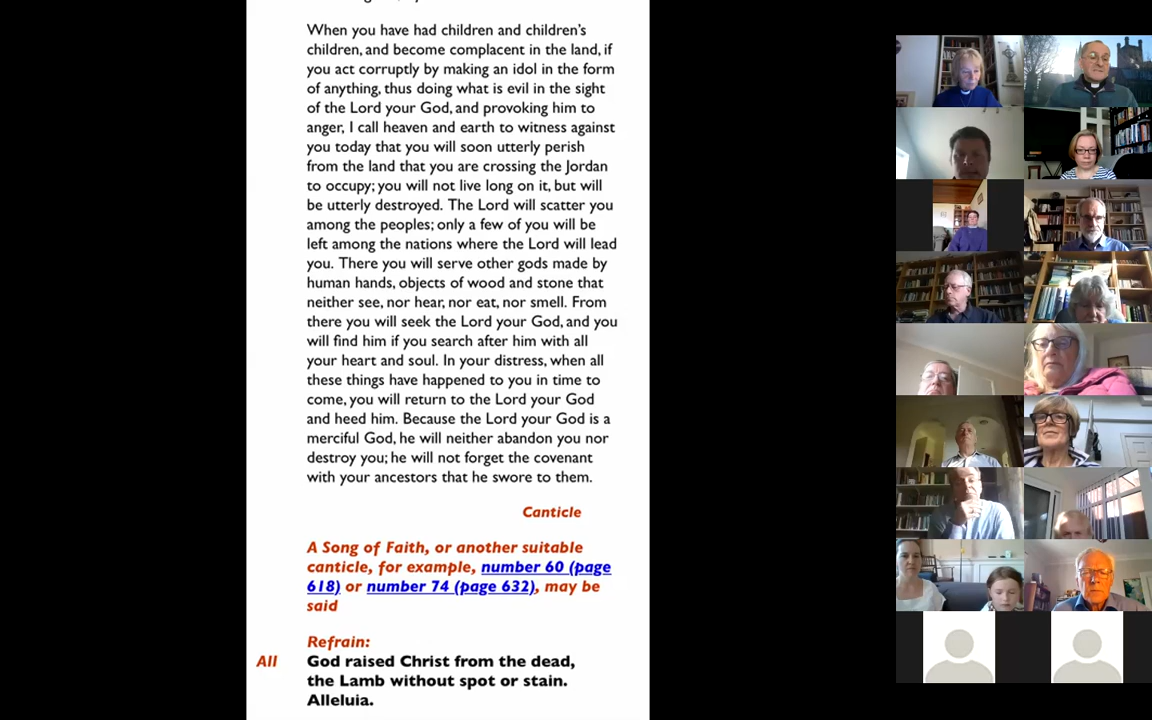 When you have had children and children's
children, and become complacent in the land, if
you act corruptly by making an idol in the form
of anything, thus doing what is evil in the sight
of the Lord your God, and provoking him to
anger, I call heaven and earth to witness against
you today that you will soon utterly perish
from the land that you are crossing the Jordan
to occupy; you will not live long on it, but will
be utterly destroyed. The Lord will scatter you
among the peoples; only a few of you will be
left among the nations where the Lord will lead
you. There you will serve other gods made by
human hands, objects of wood and stone that
neither see, nor hear, nor eat, nor smell. From
there you will seek the Lord your God, and you
will find him if you search after him with all
your heart and soul. In your distress, when all
these things have happened to you in time to
come, you will return to the Lord your God
and heed him. Because the Lord your God is a
merciful God, he will neither abandon you nor
destroy you; he will not forget the covenant
with your ancestors that he swore to them.
Canticle
A Song of Faith, or another suitable
canticle, for example, number 60 (page
618) or number 74 (page 632), may be
said
Refrain:
All God raised Christ from the dead,
the Lamb without spot or stain.
Alleluia.